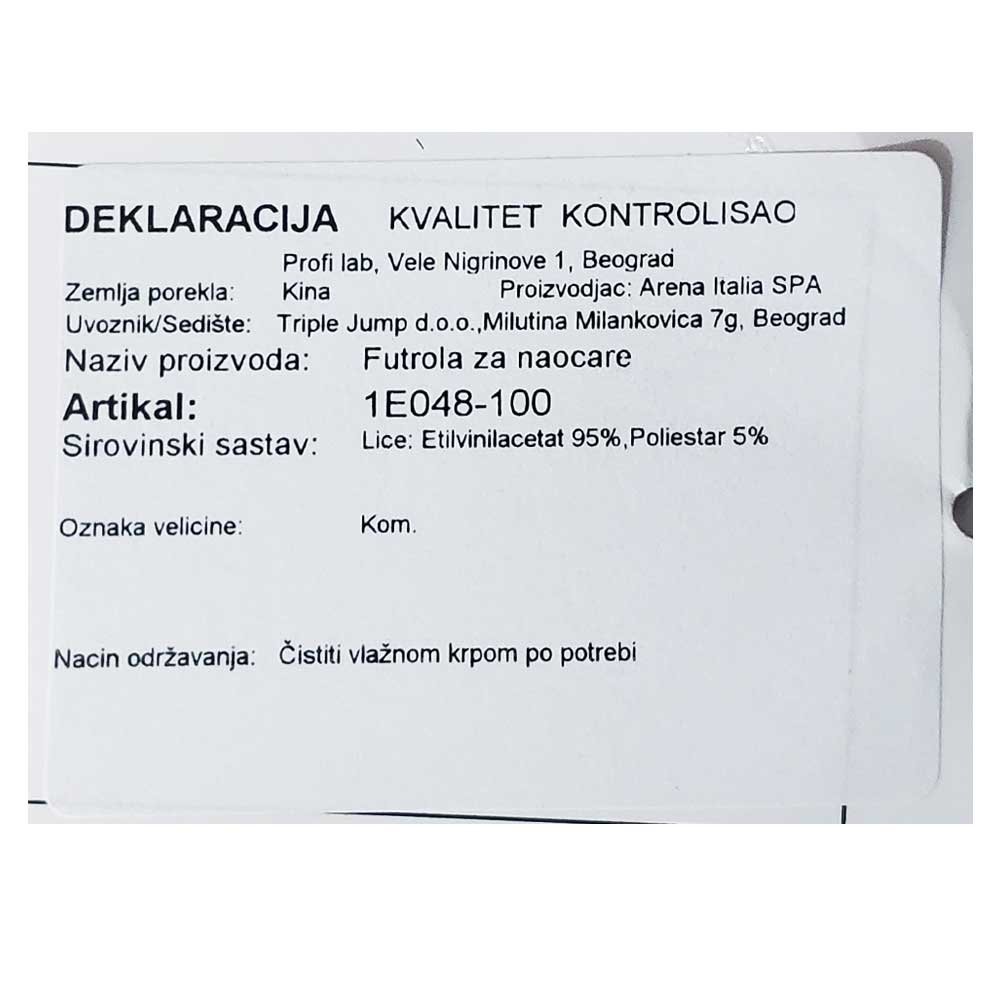 DEKLARACIJA KVALITET KONTROLISAO
Profi lab, Vele Nigrinove 1, Beograd
Zemlja porekla: Kina Proizvodjac: Arena Italia SPA
Uvoznik/Sedište: Triple Jump d.o.o.,Milutina Milankovica 7g, Beograd
Naziv proizvoda: Futrola za naocare
Artikal: 1E048-100
Sirovinski sastav: Lice: Etilvinilacetat 95%,Poliestar 5%
Oznaka velicine: Kom.
Nacin održavanja: Čistiti vlažnom krpom po potrebi